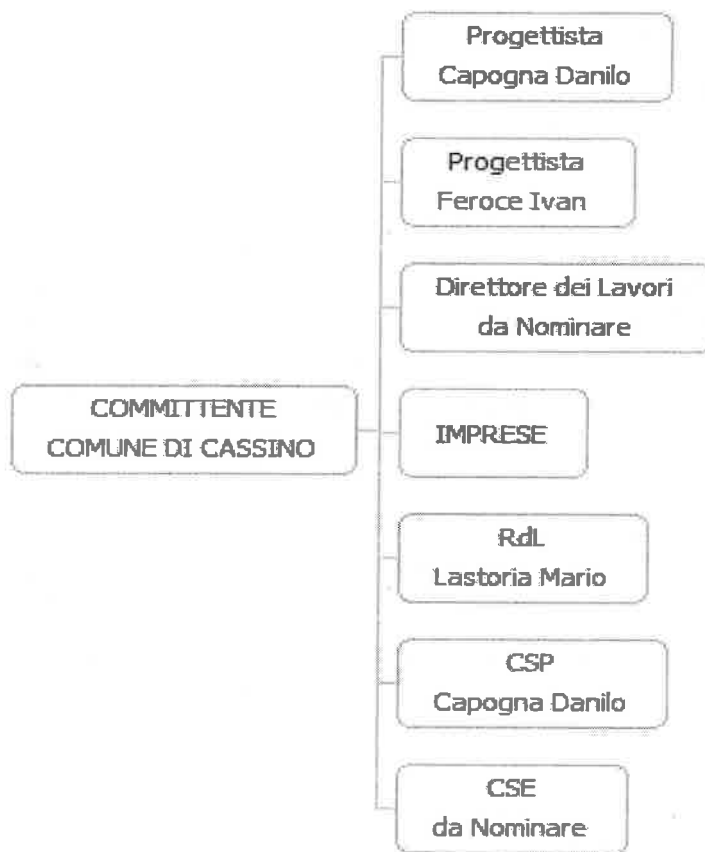 Progettista
Capogna Danilo
Progettista
Feroce Ivan
Direttore dei Lavori
da Nominare
COMMITTENTE
COMUNE DI CASSINO
IMPRESE
RdL
Lastoria Mario
CSP
Capogna Danilo
CSE
da Nominare